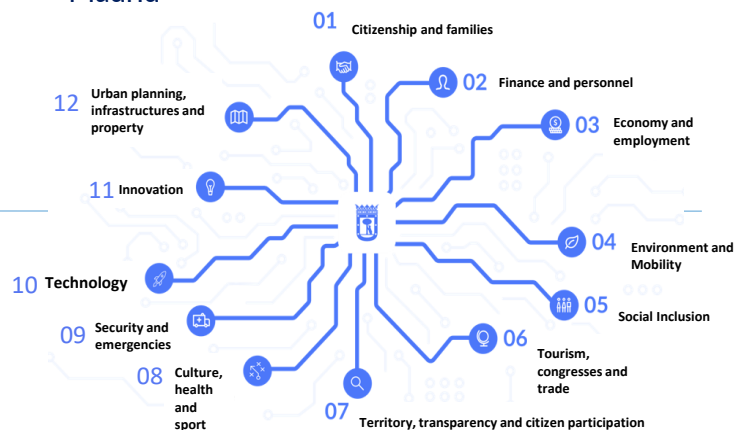 Madrid
01
Citizenship and families
02
Finance and personnel
03
Economy and
employment
04
Environment and
Mobility
05
Social Inclusion
06
Tourism,
congresses and
trade
07
Territory, transparency and citizen participation
08
Culture,
health
and
sport
09
Security and
emergencies
10
Technology
11
Innovation
12
Urban planning,
infrastructures and
property